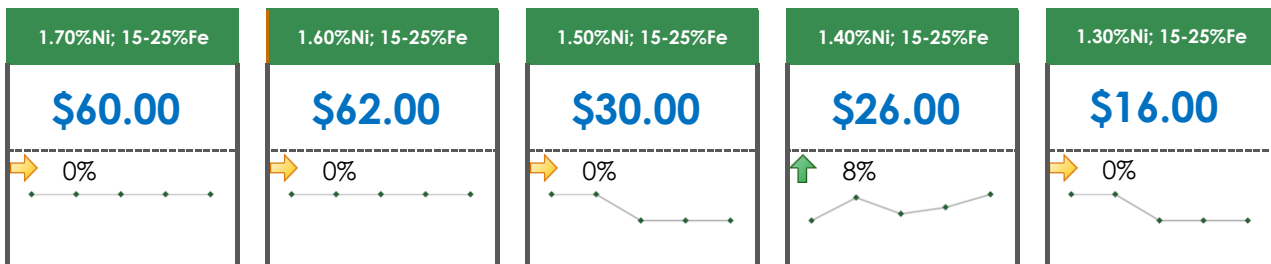 1.70%Ni; 15-25%Fe
$60.00
0%
1.60%Ni; 15-25%Fe
$62.00
0%
1.50%Ni; 15-25%Fe
$30.00
0%
1.40%Ni; 15-25%Fe
$26.00
8%
1.30%Ni; 15-25%Fe
$16.00
0%